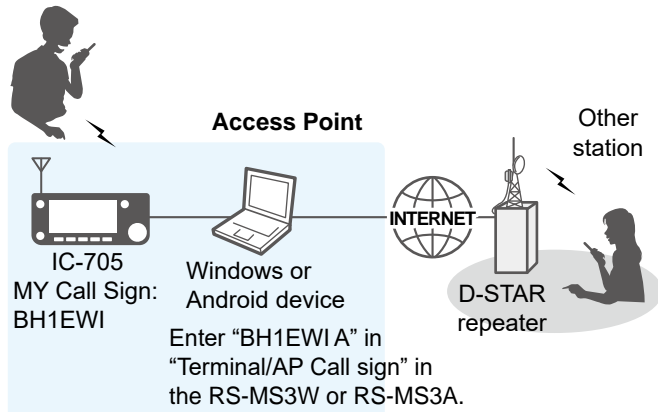 Access Point
Other
station
INTERNET
IC-705
MY Call Sign:
BH1EWI
Windows or
Android device
Enter “BH1EWI A” in
“Terminal/AP Call sign” in
the RS-MS3W or RS-MS3A.
D-STAR
repeater